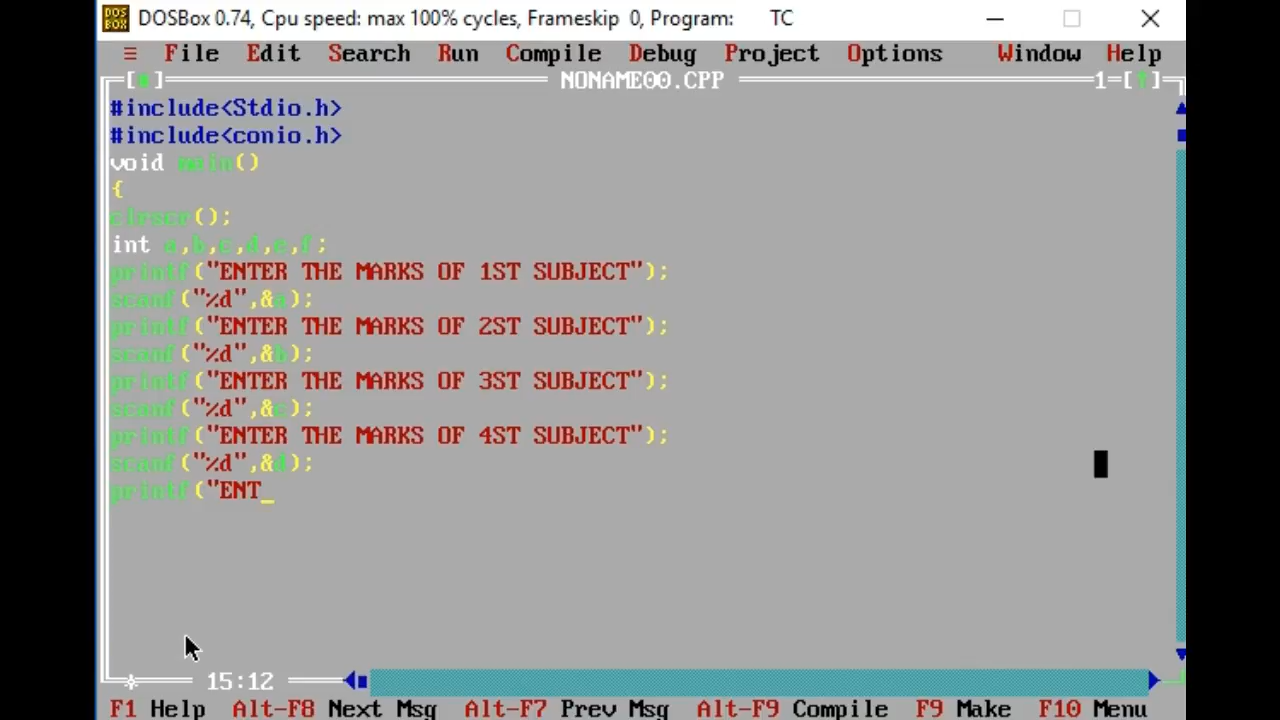 DOSBox 0.74, Cpu speed: max 100% cycles, Frameskip 0, Program: TC
≡ File Edit Search Run Compile Debug Project Options Window Help
NONAME00.CPP 1
#include<Stdio.h>
#include<conio.h>
void main()
{
();
int a,b,c,d,e,f;
printf("ENTER THE MARKS OF 1ST SUBJECT");
scanf("%d",&a);
printf("ENTER THE MARKS OF 2ST SUBJECT");
scanf("%d",&b);
printf("ENTER THE MARKS OF 3ST SUBJECT");
scanf("%d",&c);
printf("ENTER THE MARKS OF 4ST SUBJECT");
scanf("%d",&d);
printf("ENT_
15:12
F1 Help Alt-F8 Next Msg Alt-F7 Prev Msg Alt-F9 Compile F9 Make F10 Menu